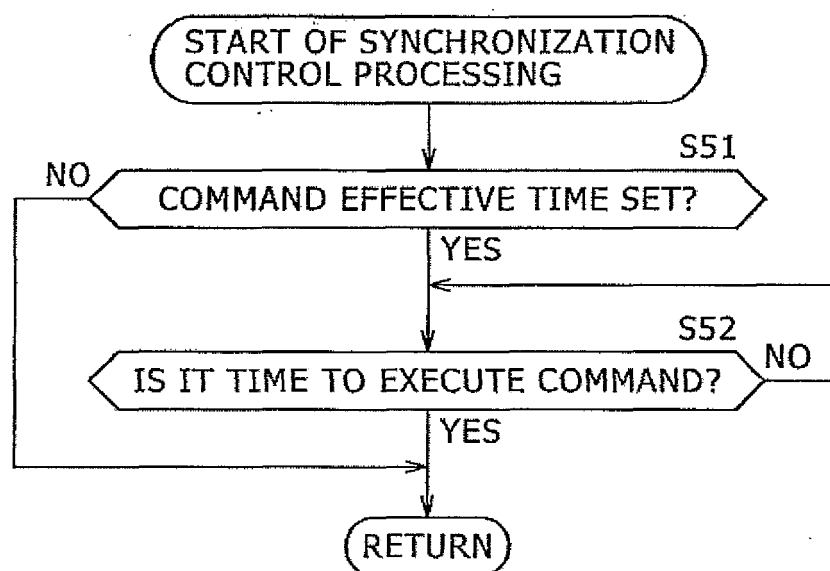 START OF SYNCHRONIZATION
CONTROL PROCESSING
S51
NO
COMMAND EFFECTIVE TIME SET?
YES
S52
NO
IS IT TIME TO EXECUTE COMMAND?
YES
RETURN